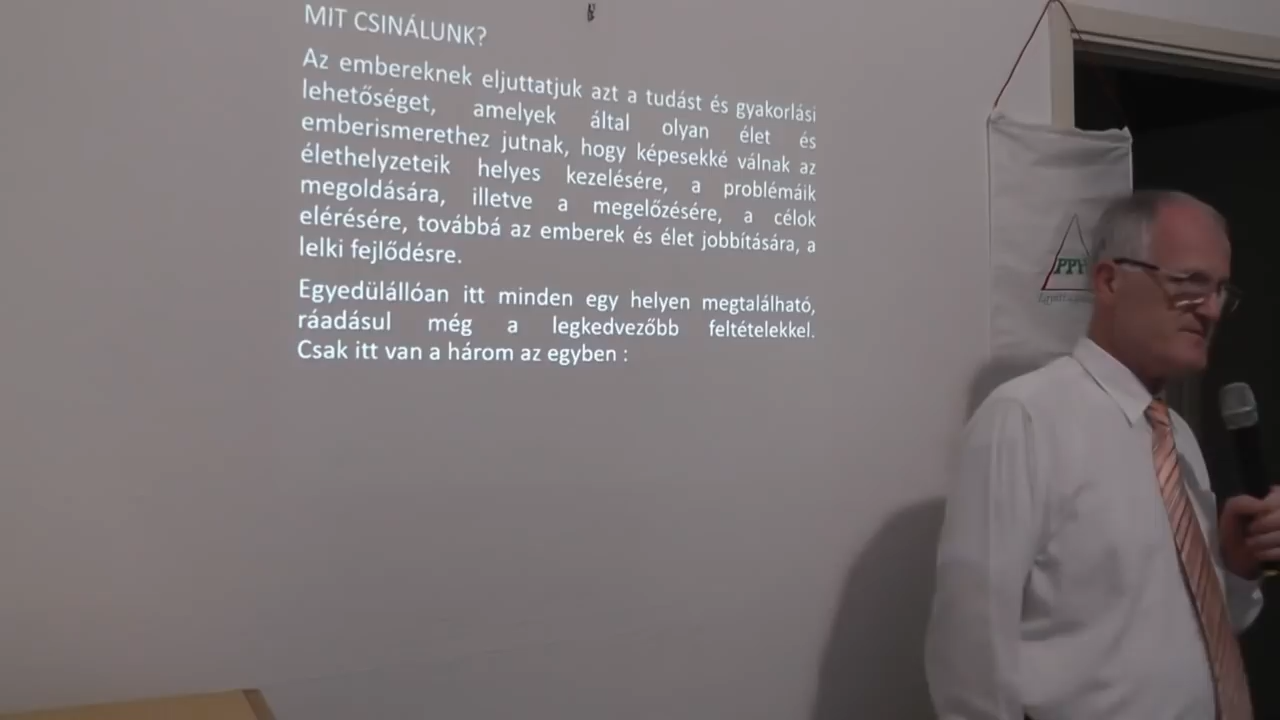 MIT CSINÁLUNK?
Az embereknek eljuttatjuk azt a tudást és gyakorlási
lehetőséget, amelyek által olyan élet és
emberismerethez jutnak, hogy képesekké válnak az
élethelyzeteik helyes kezelésére, a problémáik
megoldására, illetve a megelőzésére, a célok
elérésére, továbbá az emberek és élet jobbítására, a
lelki fejlődésre.
Egyedülállóan itt minden egy helyen megtalálható,
ráadásul még a legkedvezőbb feltételekkel.
Csak itt van a három az egyben :